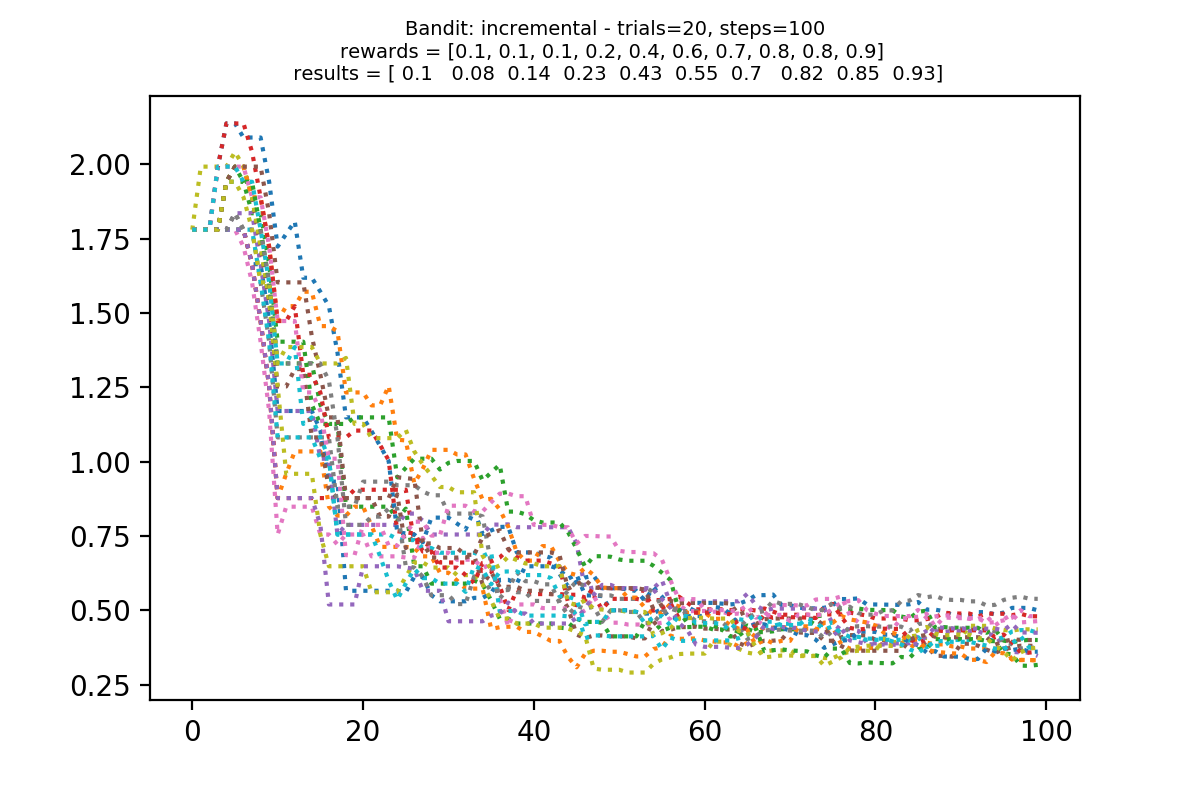 Bandit: incremental - trials=20, steps=100
rewards = [0.1, 0.1, 0.1, 0.2, 0.4, 0.6, 0.7, 0.8, 0.8, 0.9]
results = [ 0.1   0.08  0.14  0.23  0.43  0.55  0.7   0.82  0.85  0.93]
2.00
1.75
1.50
1.25
1.00
0.75
0.50
0.25
0 20 40 60 80 100